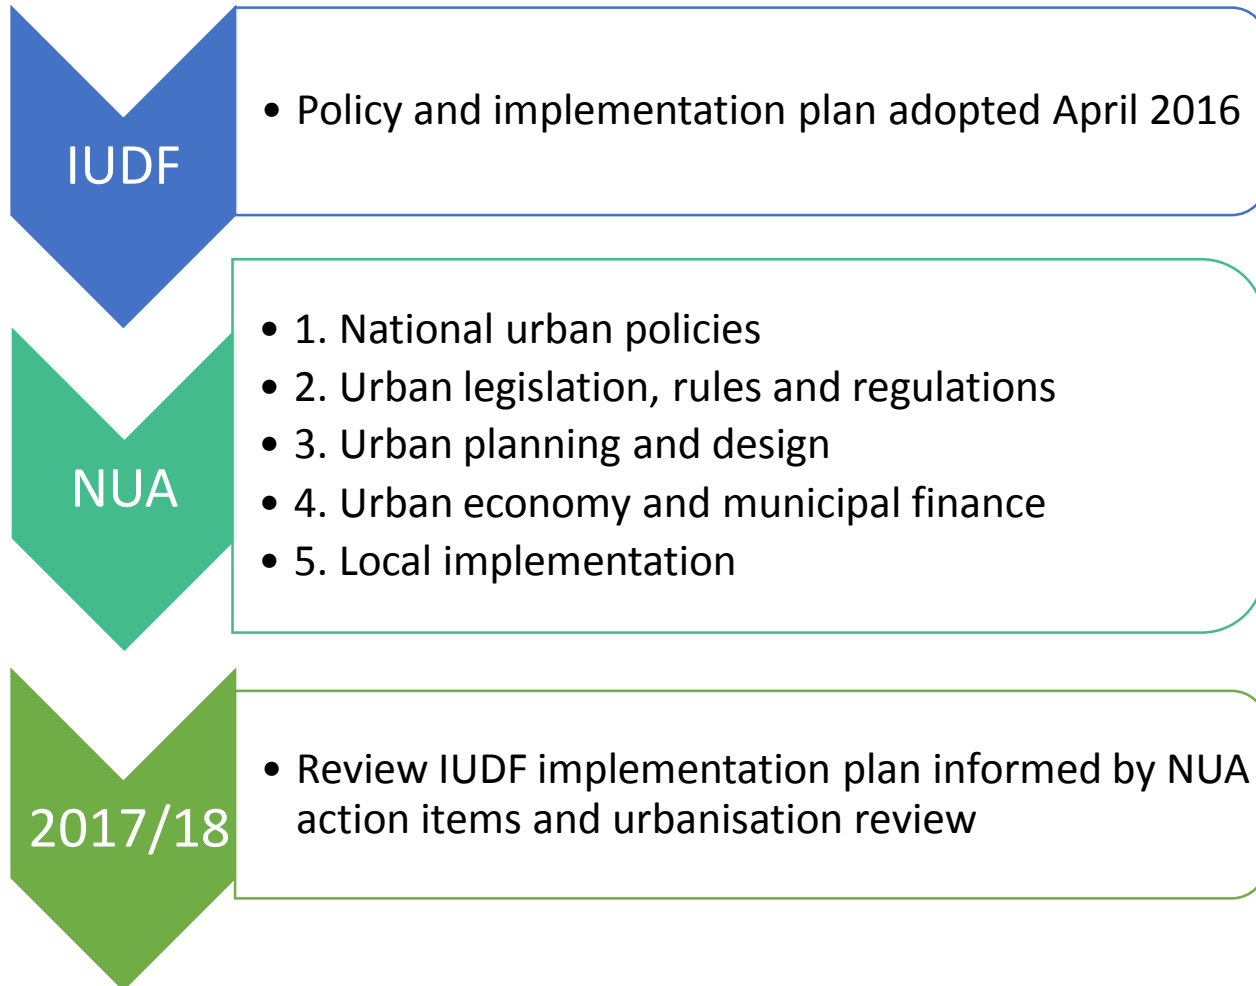 IUDF
• Policy and implementation plan adopted April 2016
NUA
• 1. National urban policies
• 2. Urban legislation, rules and regulations
• 3. Urban planning and design
• 4. Urban economy and municipal finance
• 5. Local implementation
2017/18
• Review IUDF implementation plan informed by NUA
action items and urbanisation review